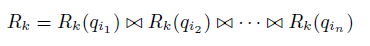 R_k = R_k(q_{i_1}) ⋈ R_k(q_{i_2}) ⋈ ⋯ ⋈ R_k(q_{i_n})